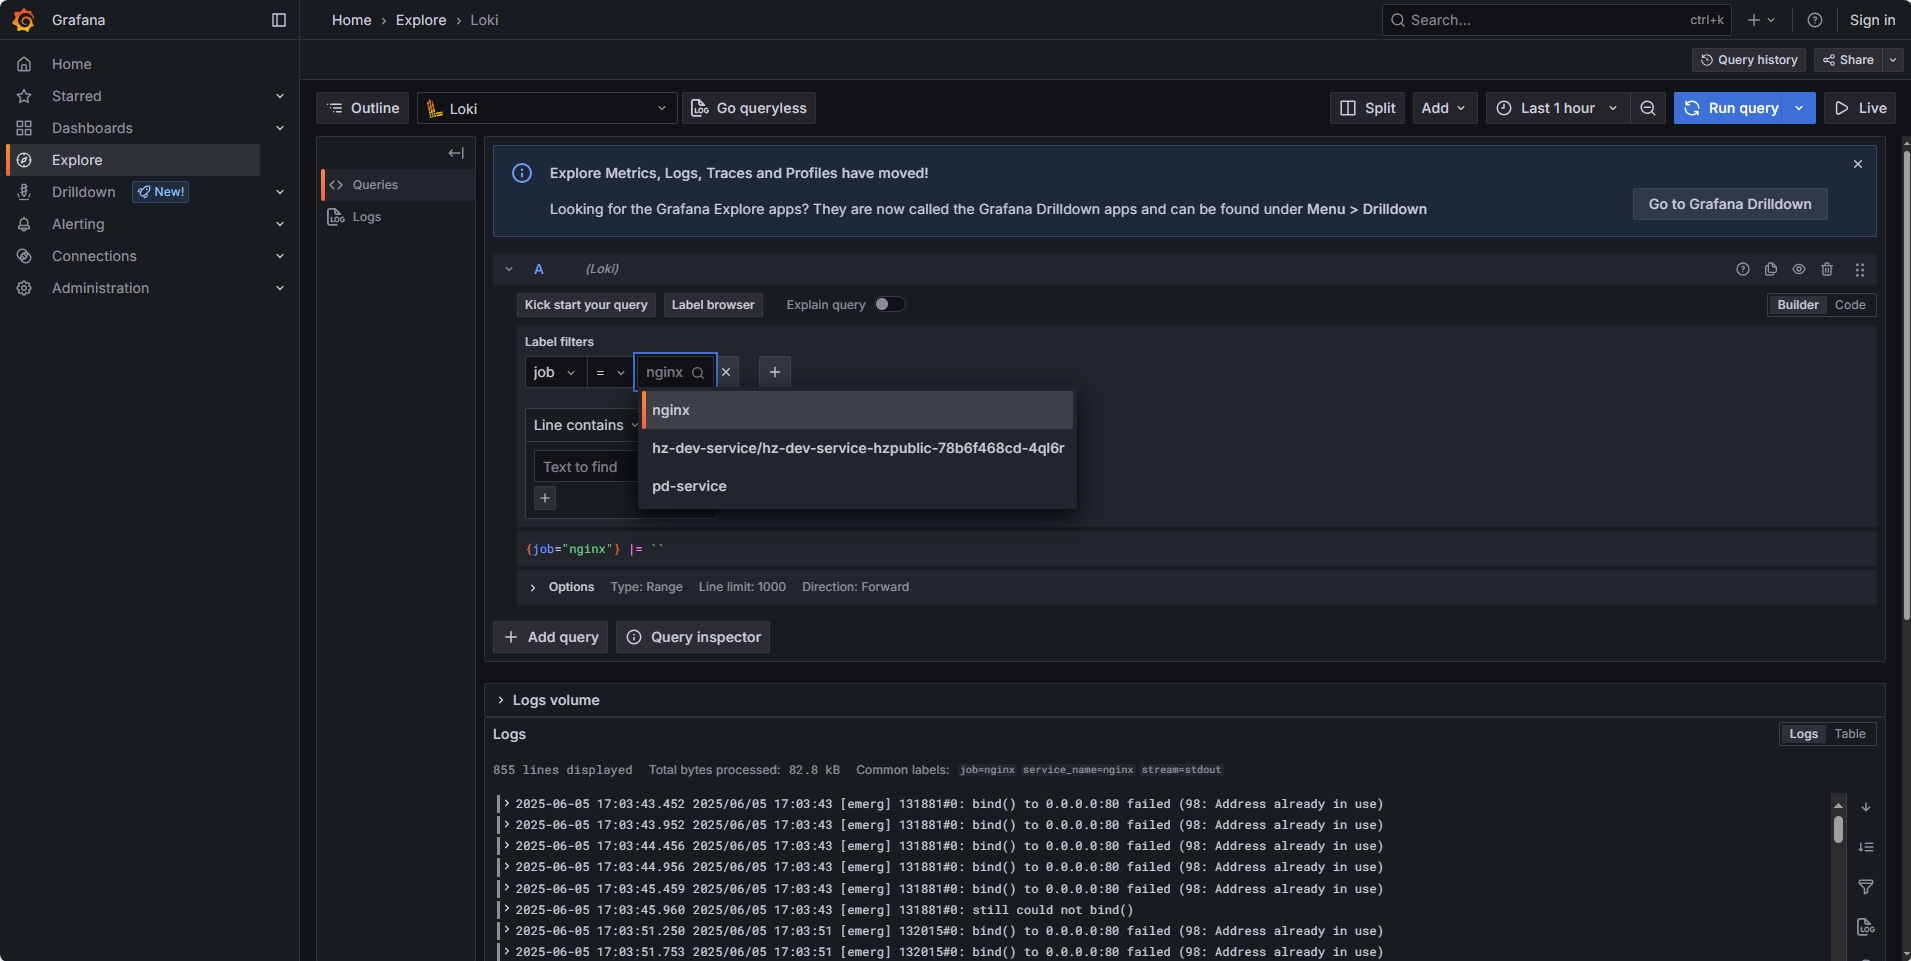 Grafana
Home › Explore › Loki
Search... ctrl+k
Sign in
Home
Starred
Dashboards
Explore
Drilldown New!
Alerting
Connections
Administration
Query history
Share
Outline
Loki
Go queryless
Split
Add
Last 1 hour
Run query
Live
Queries
LOG Logs
Explore Metrics, Logs, Traces and Profiles have moved!
Looking for the Grafana Explore apps? They are now called the Grafana Drilldown apps and can be found under Menu > Drilldown
Go to Grafana Drilldown
A (Loki)
Kick start your query
Label browser
Explain query
Builder
Code
Label filters
job = nginx
nginx
hz-dev-service/hz-dev-service-hzpublic-78b6f468cd-4ql6r
pd-service
Line contains
Text to find
{job="nginx"} |= ``
Options Type: Range Line limit: 1000 Direction: Forward
Add query
Query inspector
Logs volume
Logs
Logs
Table
855 lines displayed Total bytes processed: 82.8 kB Common labels: job=nginx service_name=nginx stream=stdout
2025-06-05 17:03:43.452 2025/06/05 17:03:43 [emerg] 131881#0: bind() to 0.0.0.0:80 failed (98: Address already in use)
2025-06-05 17:03:43.952 2025/06/05 17:03:43 [emerg] 131881#0: bind() to 0.0.0.0:80 failed (98: Address already in use)
2025-06-05 17:03:44.456 2025/06/05 17:03:43 [emerg] 131881#0: bind() to 0.0.0.0:80 failed (98: Address already in use)
2025-06-05 17:03:44.956 2025/06/05 17:03:43 [emerg] 131881#0: bind() to 0.0.0.0:80 failed (98: Address already in use)
2025-06-05 17:03:45.459 2025/06/05 17:03:43 [emerg] 131881#0: bind() to 0.0.0.0:80 failed (98: Address already in use)
2025-06-05 17:03:45.960 2025/06/05 17:03:43 [emerg] 131881#0: still could not bind()
2025-06-05 17:03:51.250 2025/06/05 17:03:51 [emerg] 132015#0: bind() to 0.0.0.0:80 failed (98: Address already in use)
2025-06-05 17:03:51.753 2025/06/05 17:03:51 [emerg] 132015#0: bind() to 0.0.0.0:80 failed (98: Address already in use)
LOG